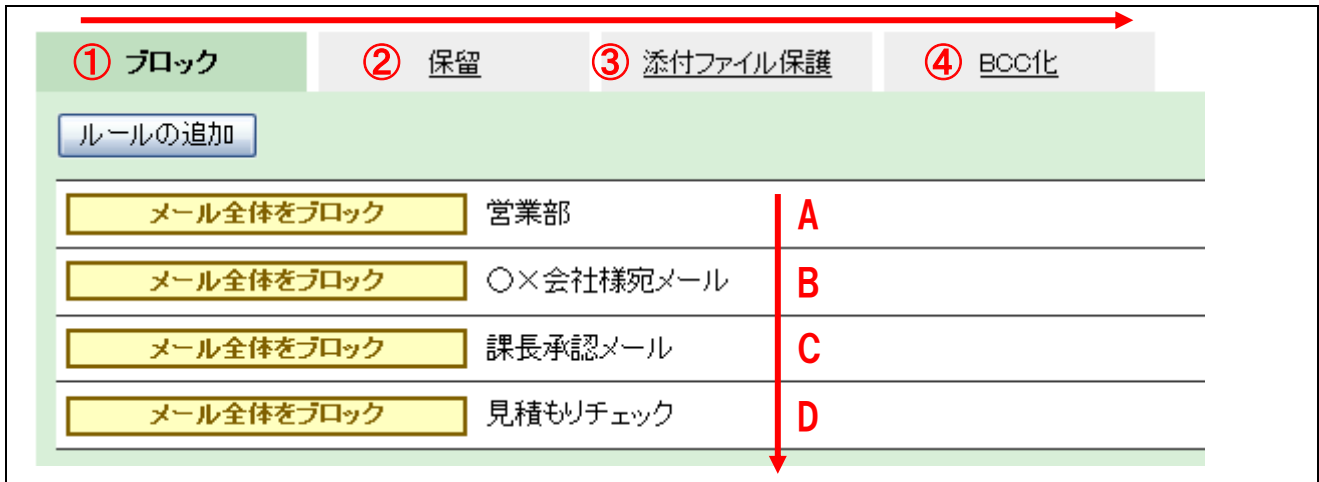 ① ブロック ② 保留 ③ 添付ファイル保護 ④ BCC化
ルールの追加
メール全体をブロック 営業部 A
メール全体をブロック 〇×会社様宛メール B
メール全体をブロック 課長承認メール C
メール全体をブロック 見積もりチェック D